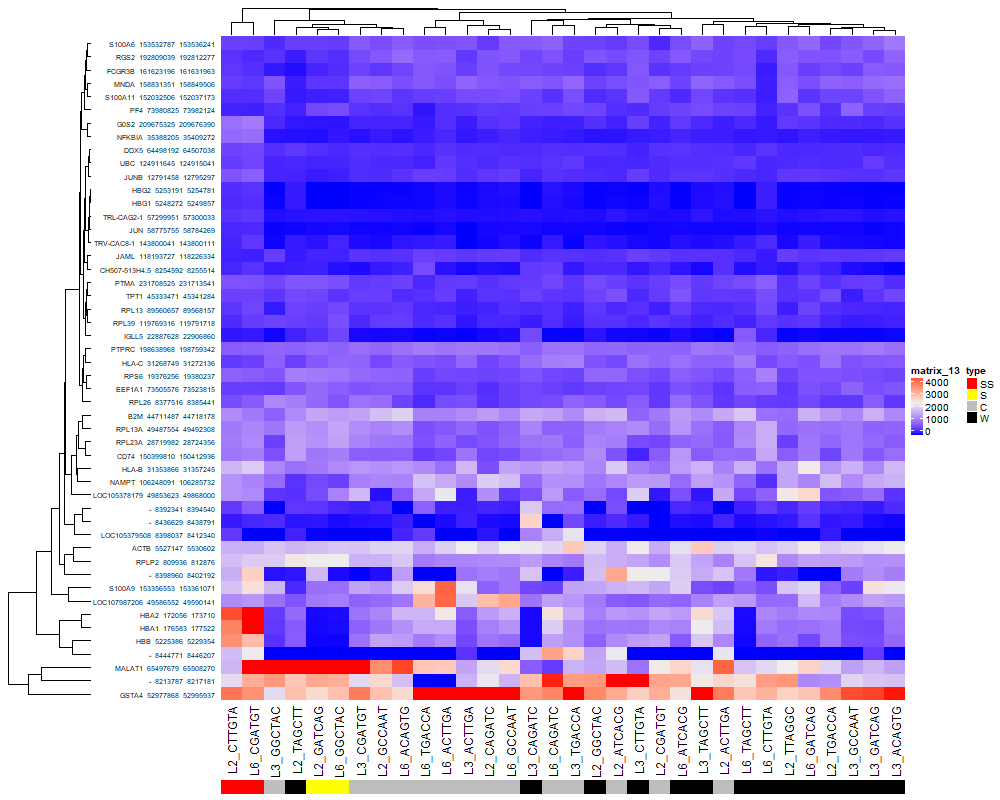 S100A6 153532787 153536241
RGS2 192809039 192812277
FCGR3B 161623196 161631963
MNDA 158831351 158849506
S100A11 152032506 152037173
PF4 73980825 73982124
G0S2 209675325 209676390
NFKBIA 35388205 35409272
DDX5 64498192 64507038
UBC 124911645 124915041
JUNB 12791450 12795297
HBG2 5253191 5254781
HBG1 5248272 5249857
TRL-CAG2-1 57299951 57300033
JUN 58775755 58784269
TRV-CAC8-1 143800041 143800111
JAML 118193727 118226334
CH507-513H4.5 8254592 8255514
PTMA 231708525 231713541
TPT1 45333471 45341284
RPL13 89560657 89568157
RPL39 119769316 119791718
IGLL5 22887628 22906860
PTPRC 198638968 198759342
HLA-C 31268749 31272136
RPS6 19376256 19380237
EEF1A1 73505576 73523815
RPL26 8377516 8385441
B2M 44711487 44718178
RPL13A 49487554 49492308
RPL23A 28719982 28724356
CD74 150399810 150412936
HLA-B 31353866 31357245
NAMPT 106248091 106285732
LOC105378179 49853623 49868000
- 8392341 8394540
- 8436629 8438791
LOC105379508 8398037 8412340
ACTB 5527147 5530602
RPLP2 809936 812876
- 8398960 8402192
S100A9 153356553 153361071
LOC107987206 49586552 49590141
HBA2 172056 173710
HBA1 176583 177522
HBB 5225386 5229354
- 8444771 8446207
MALAT1 65497679 65508270
- 8213787 8217181
GSTA4 52977868 52995937
matrix_13 type
4000
3000
2000
1000
0
SS
S
C
W
L2_CTTGTA
L6_CGATGT
L3_GGCTAC
L2_TAGCTT
L2_GATCAG
L6_GGCTAC
L3_CGATGT
L2_GCCAAT
L6_ACAGTG
L6_TGACCA
L6_ACTTGA
L3_ACTTGA
L2_CAGATC
L6_GCCAAT
L3_CAGATC
L6_CAGATC
L3_TGACCA
L2_GGCTAC
L2_ATCACG
L3_CTTGTA
L2_CGATGT
L6_ATCACG
L3_TAGCTT
L2_ACTTGA
L6_TAGCTT
L6_CTTGTA
L2_TTAGGC
L6_GATCAG
L2_TGACCA
L3_GCCAAT
L3_GATCAG
L3_ACAGTG